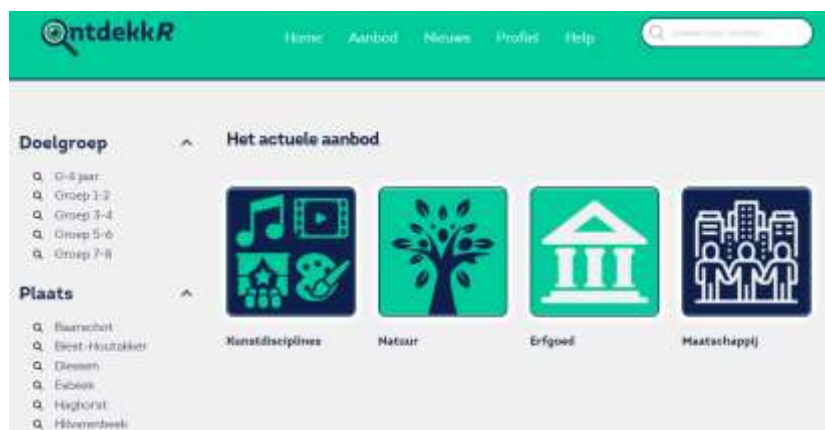 OntdekkR
Home Aanbod Nieuws Profiel Help
Doelgroep
0-4 jaar
Groep 1-2
Groep 3-4
Groep 5-6
Groep 7-8
Plaats
Baarschot
Biest-Houtakker
Diessen
Esbeek
Haghorst
Hilvarenbeek
Het actuele aanbod
Kunstdisciplines
Natuur
Erfgoed
Maatschappij